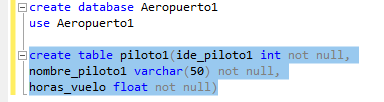 create database Aeropuerto1
use Aeropuerto1
create table piloto1(ide_piloto1 int not null,
nombre_piloto1 varchar(50) not null,
horas_vuelo float not null)